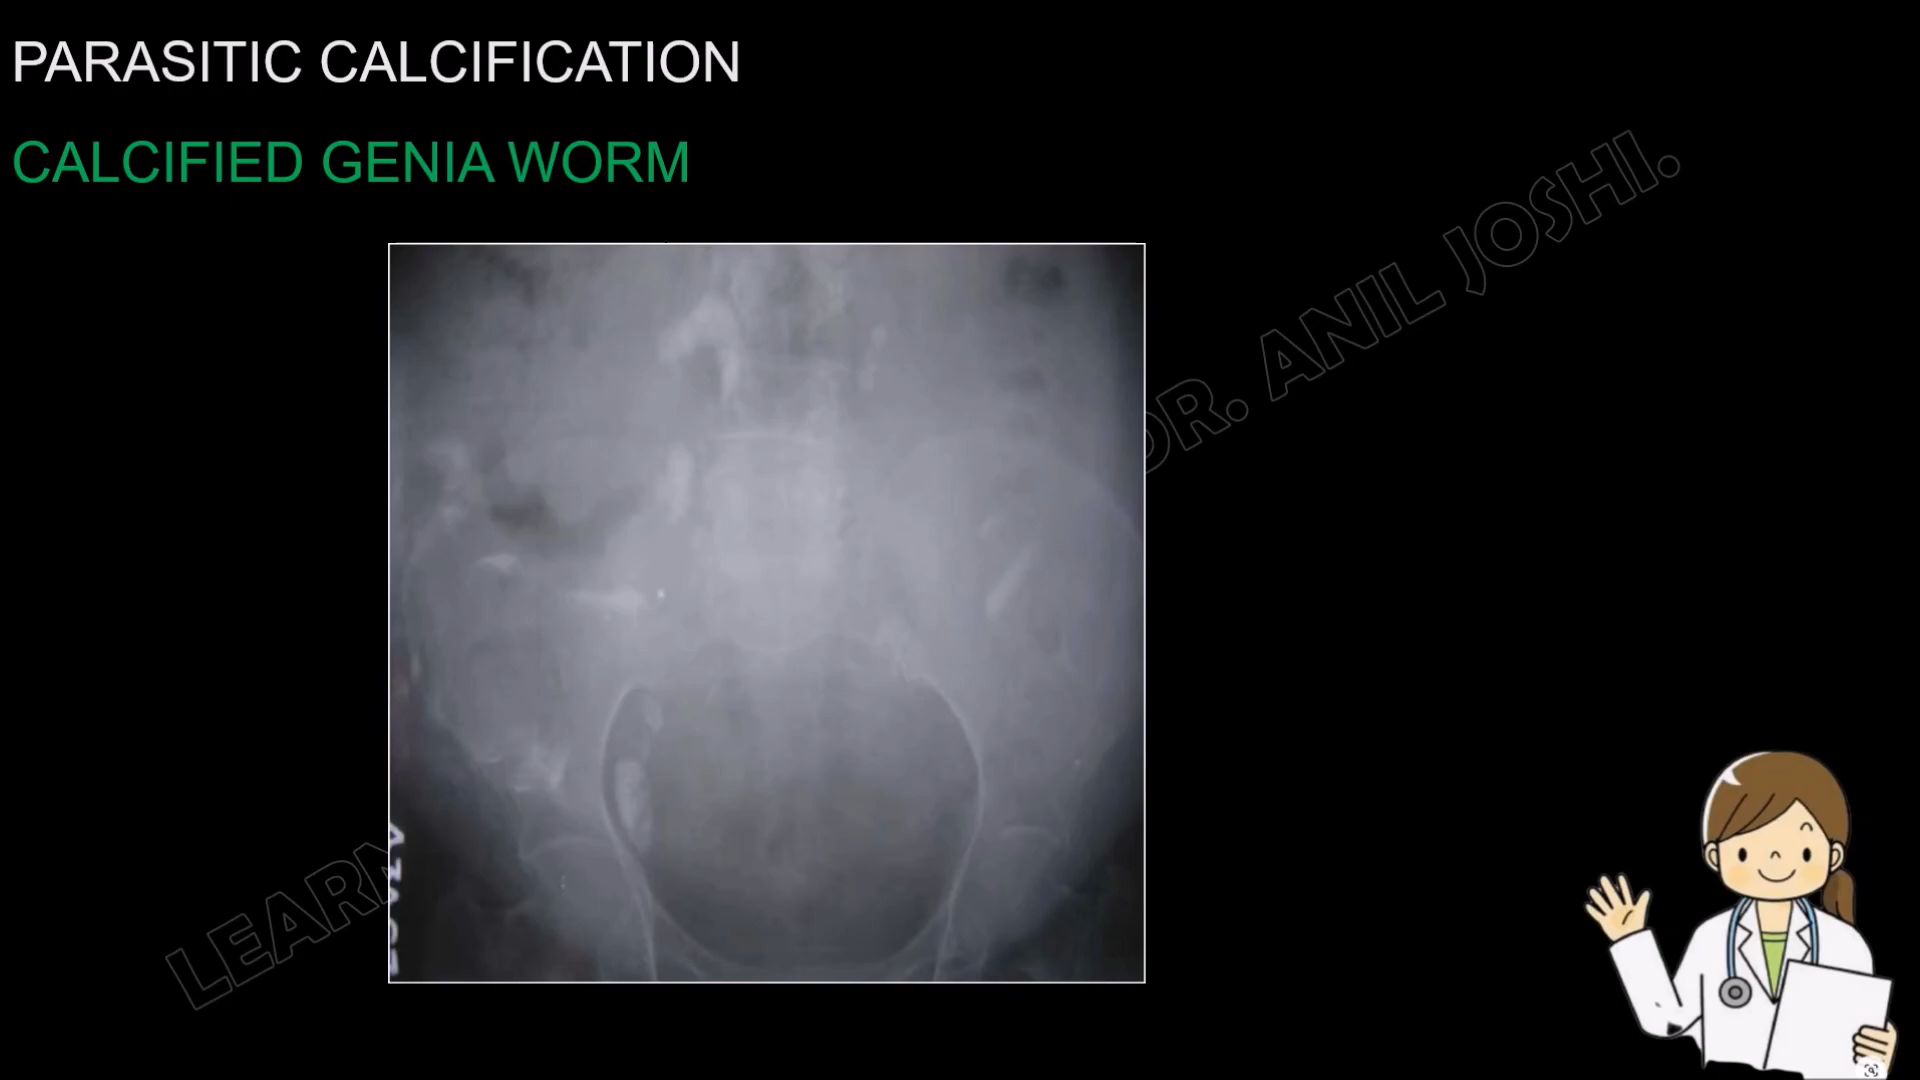 PARASITIC CALCIFICATION
CALCIFIED GENIA WORM
DR. ANIL JOSHI.
LEARN